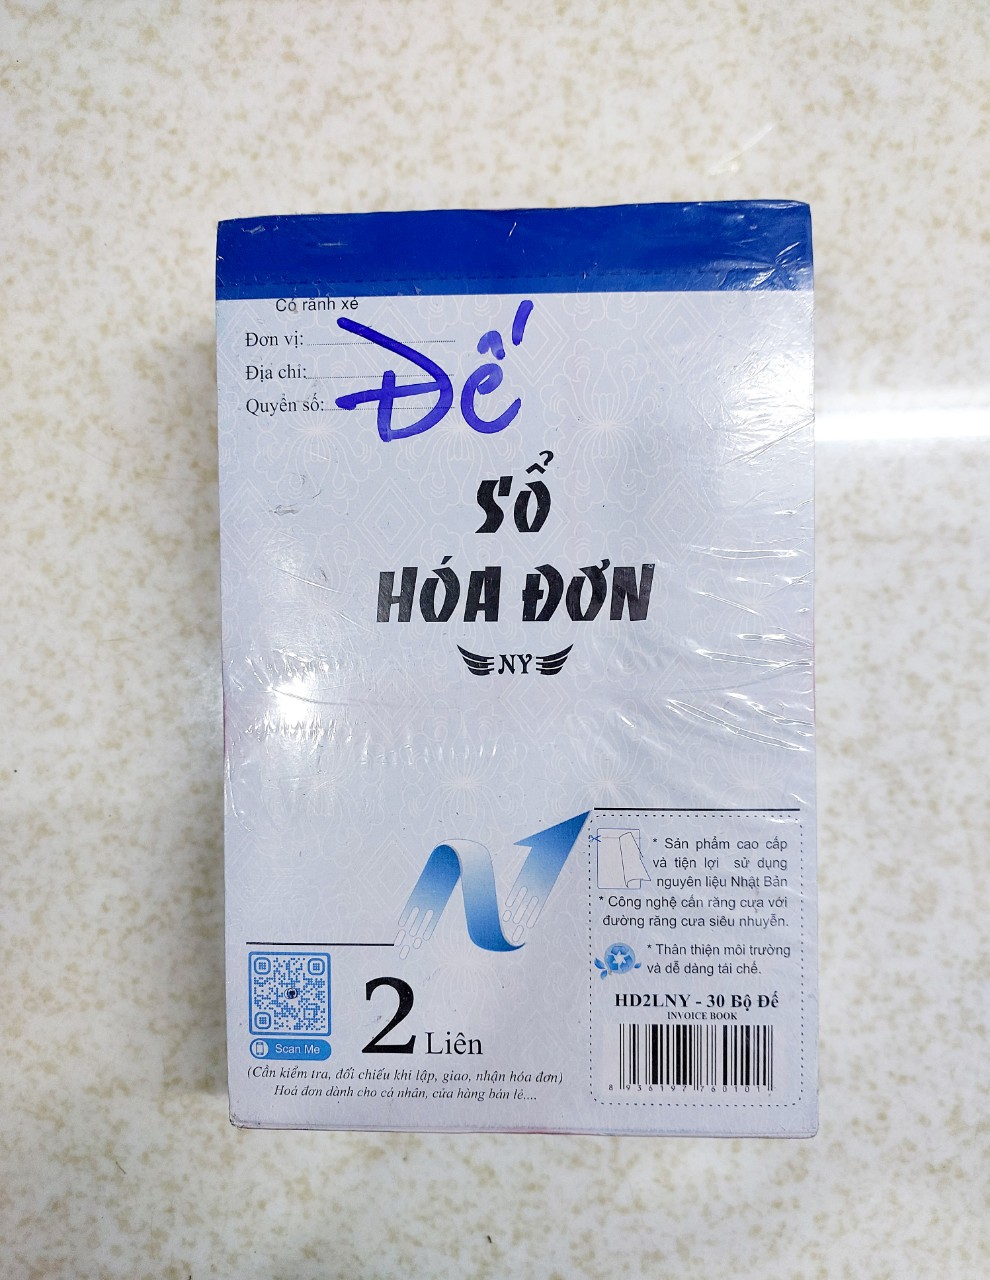 Có rãnh xé
Đơn vị:
Địa chỉ:
Quyển số:
Đế
SỔ
HÓA ĐƠN
NY
* Sản phẩm cao cấp
và tiện lợi sử dụng
nguyên liệu Nhật Bản
* Công nghệ cấn răng cưa với
đường răng cưa siêu nhuyễn.
* Thân thiện môi trường
và dễ dàng tái chế.
HD2LNY - 30 Bộ Đế
INVOICE BOOK
8 936197 760101
Scan Me
2 Liên
(Cần kiểm tra, đối chiếu khi lập, giao, nhận hóa đơn)
Hoá đơn dành cho cá nhân, cửa hàng bán lẻ....